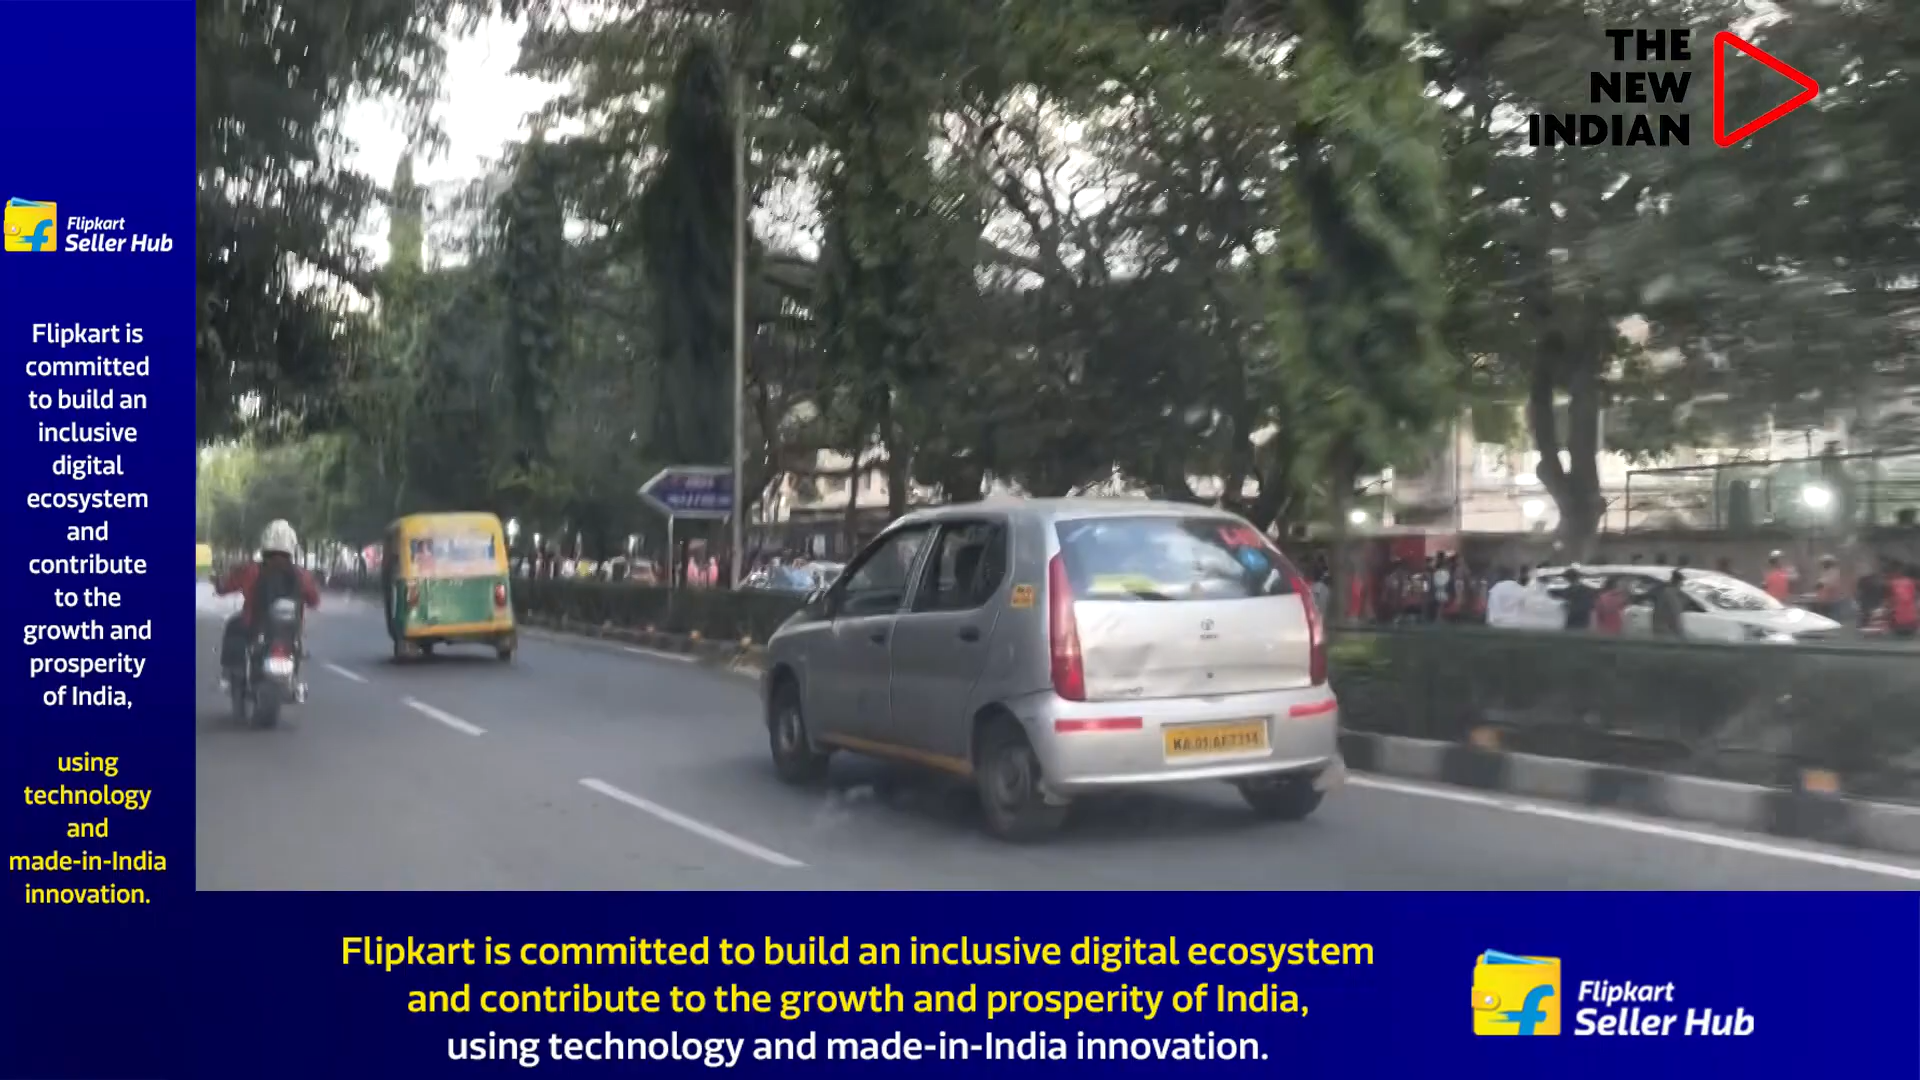 THE
NEW
INDIAN
Flipkart
Seller Hub
Flipkart is
committed
to build an
inclusive
digital
ecosystem
and
contribute
to the
growth and
prosperity
of India,
using
technology
and
made-in-India
innovation.
Flipkart is committed to build an inclusive digital ecosystem
and contribute to the growth and prosperity of India,
using technology and made-in-India innovation.
Flipkart
Seller Hub